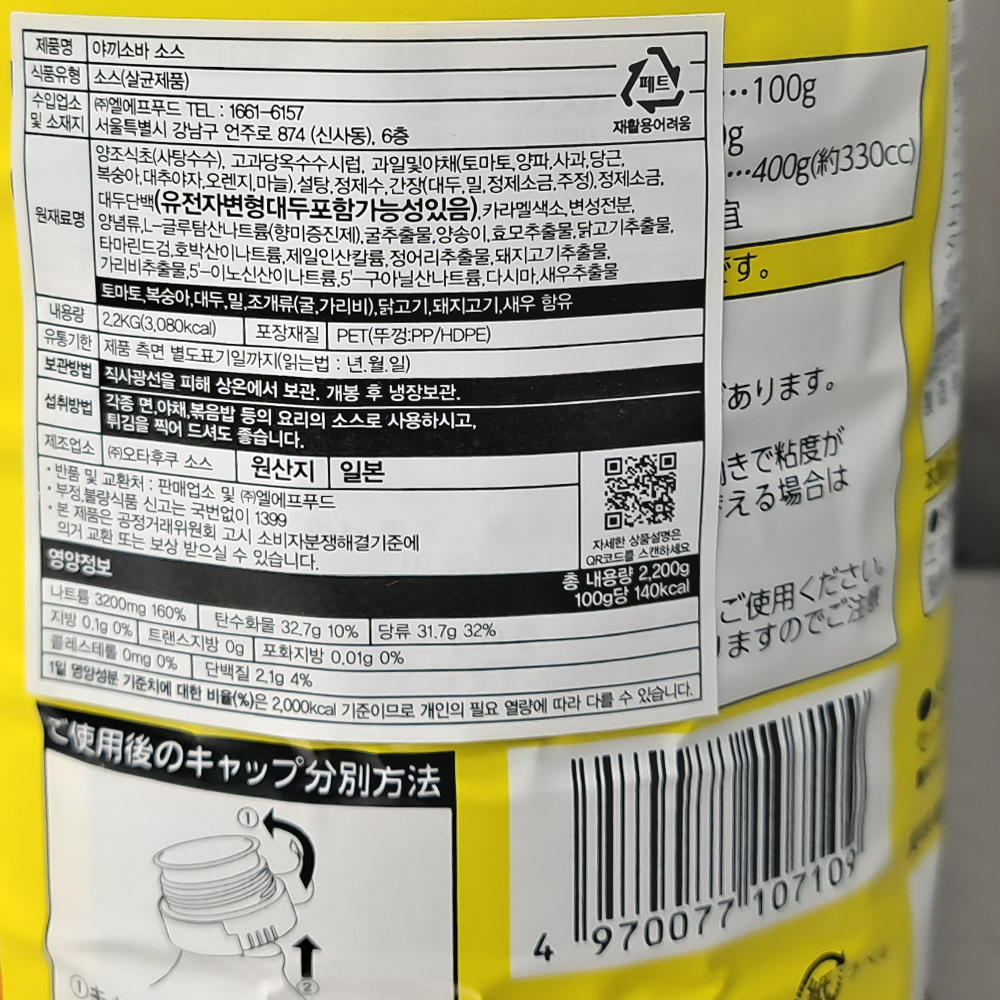 제품명 야끼소바 소스
식품유형 소스(살균제품)
수입업소 및 소재지 ㈜엘에프푸드 TEL : 1661-6157
서울특별시 강남구 언주로 874 (신사동), 6층
페트
재활용어려움
원재료명
양조식초(사탕수수), 고과당옥수수시럽, 과일및야채(토마토,양파,사과,당근,
복숭아,대추야자,오렌지,마늘),설탕,정제수,간장(대두,밀,정제소금,주정),정제소금,
대두단백(유전자변형대두포함가능성있음),카라멜색소,변성전분,
양념류,L-글루탐산나트륨(향미증진제),굴추출물,양송이,효모추출물,닭고기추출물,
타마린드검,호박산이나트륨,제일인산칼륨,정어리추출물,돼지고기추출물,
가리비추출물,5'-이노신산이나트륨,5'-구아닐산나트륨,다시마,새우추출물
토마토,복숭아,대두,밀,조개류(굴,가리비),닭고기,돼지고기,새우 함유
내용량 2.2KG(3,080kcal) 포장재질 PET(뚜껑:PP/HDPE)
유통기한 제품 측면 별도표기일까지(읽는법 : 년.월.일)
보관방법 직사광선을 피해 상온에서 보관. 개봉 후 냉장보관.
섭취방법 각종 면,야채,볶음밥 등의 요리의 소스로 사용하시고,
튀김을 찍어 드셔도 좋습니다.
제조업소 ㈜오타후쿠 소스 원산지 일본
· 반품 및 교환처 : 판매업소 및 ㈜엘에프푸드
· 부정,불량식품 신고는 국번없이 1399
· 본 제품은 공정거래위원회 고시 소비자분쟁해결기준에
의거 교환 또는 보상 받으실 수 있습니다.
자세한 상품설명은
QR코드를 스캔하세요
영양정보
총 내용량 2,200g
100g당 140kcal
나트륨 3200mg 160% 탄수화물 32.7g 10% 당류 31.7g 32%
지방 0.1g 0% 트랜스지방 0g 포화지방 0.01g 0%
콜레스테롤 0mg 0% 단백질 2.1g 4%
1일 영양성분 기준치에 대한 비율(%)은 2,000kcal 기준이므로 개인의 필요 열량에 따라 다를 수 있습니다.
…100g
g
…400g(約330cc)
宜
です。
があります。
きで粘度が
える場合は
ご使用ください。
りますのでご注意
ご使用後のキャップ分別方法
①
②
①キ
4 970077 107109
紙
ラベル